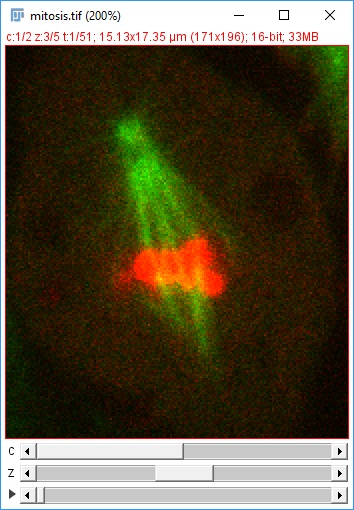 mitosis.tif (200%)
c:1/2 z:3/5 t:1/51; 15.13x17.35 µm (171x196); 16-bit; 33MB
C
Z